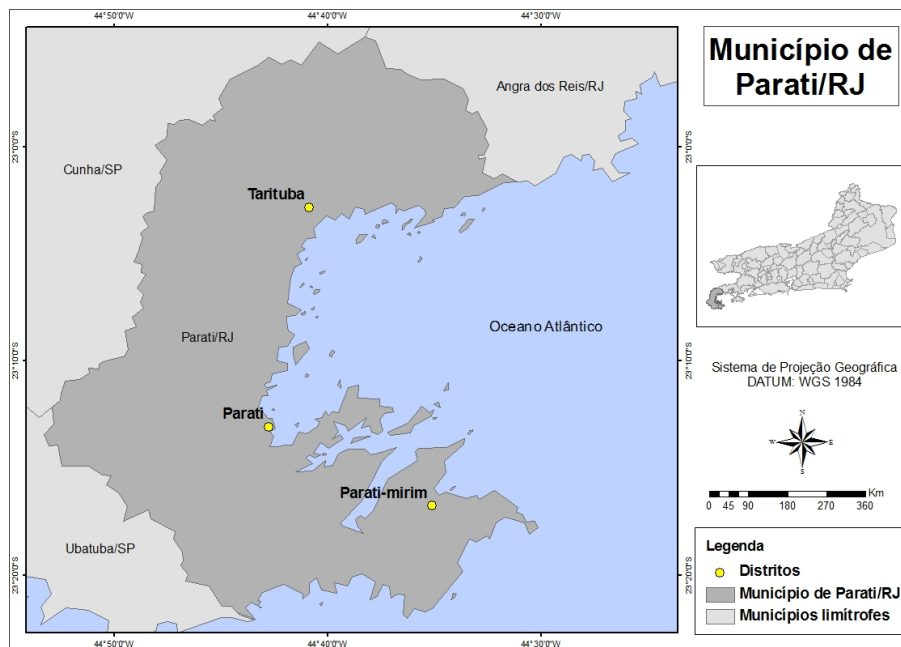 44°50'0"W 44°40'0"W 44°30'0"W
Município de
Parati/RJ
Angra dos Reis/RJ
23°0'0"S 23°0'0"S
Cunha/SP
Tarituba
Oceano Atlântico
Parati/RJ
23°10'0"S 23°10'0"S
Sistema de Projeção Geográfica
DATUM: WGS 1984
Parati
N
W E
S
Parati-mirim
Km
0 45 90 180 270 360
Ubatuba/SP
23°20'0"S 23°20'0"S
Legenda
Distritos
Município de Parati/RJ
Municípios limítrofes
44°50'0"W 44°40'0"W 44°30'0"W